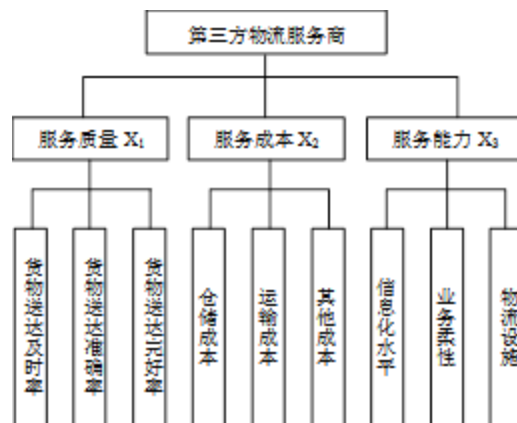 第三方物流服务商
服务质量 X₁
服务成本 X₂
服务能力 X₃
货物送达及时率
货物送达准确率
货物送达完好率
仓储成本
运输成本
其他成本
信息化水平
业务柔性
物流设施